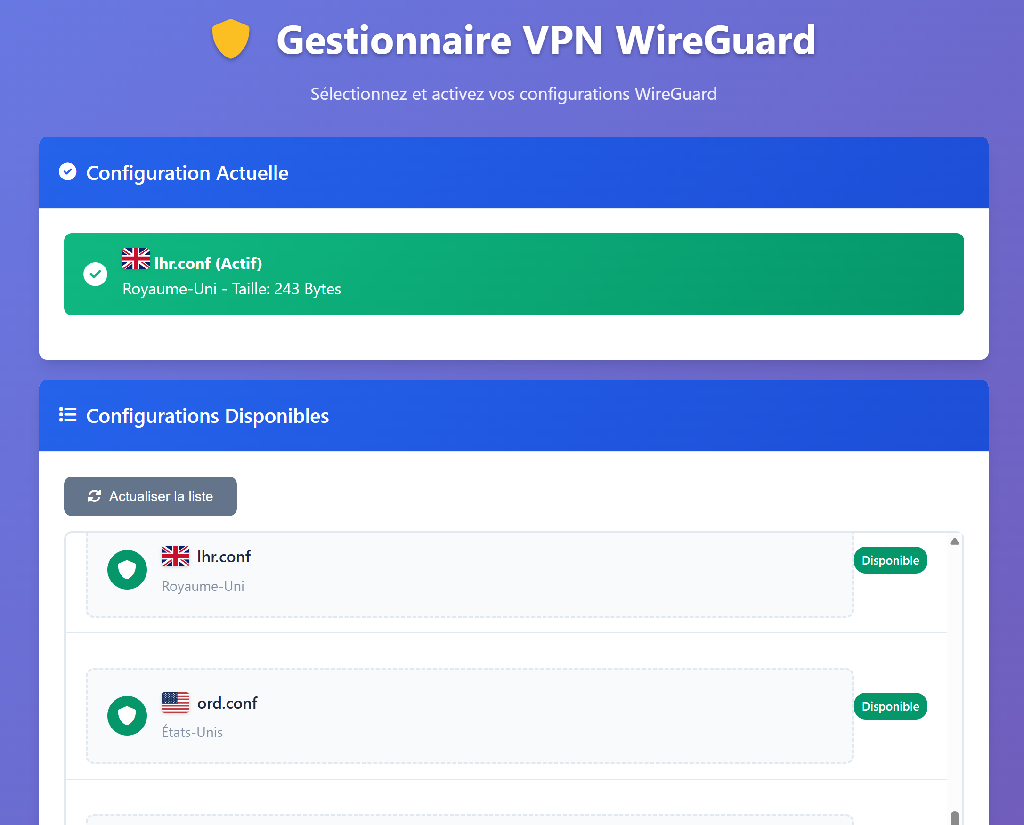 Gestionnaire VPN WireGuard
Sélectionnez et activez vos configurations WireGuard
Configuration Actuelle
lhr.conf (Actif)
Royaume-Uni - Taille: 243 Bytes
Configurations Disponibles
Actualiser la liste
lhr.conf
Disponible
Royaume-Uni
ord.conf
Disponible
États-Unis